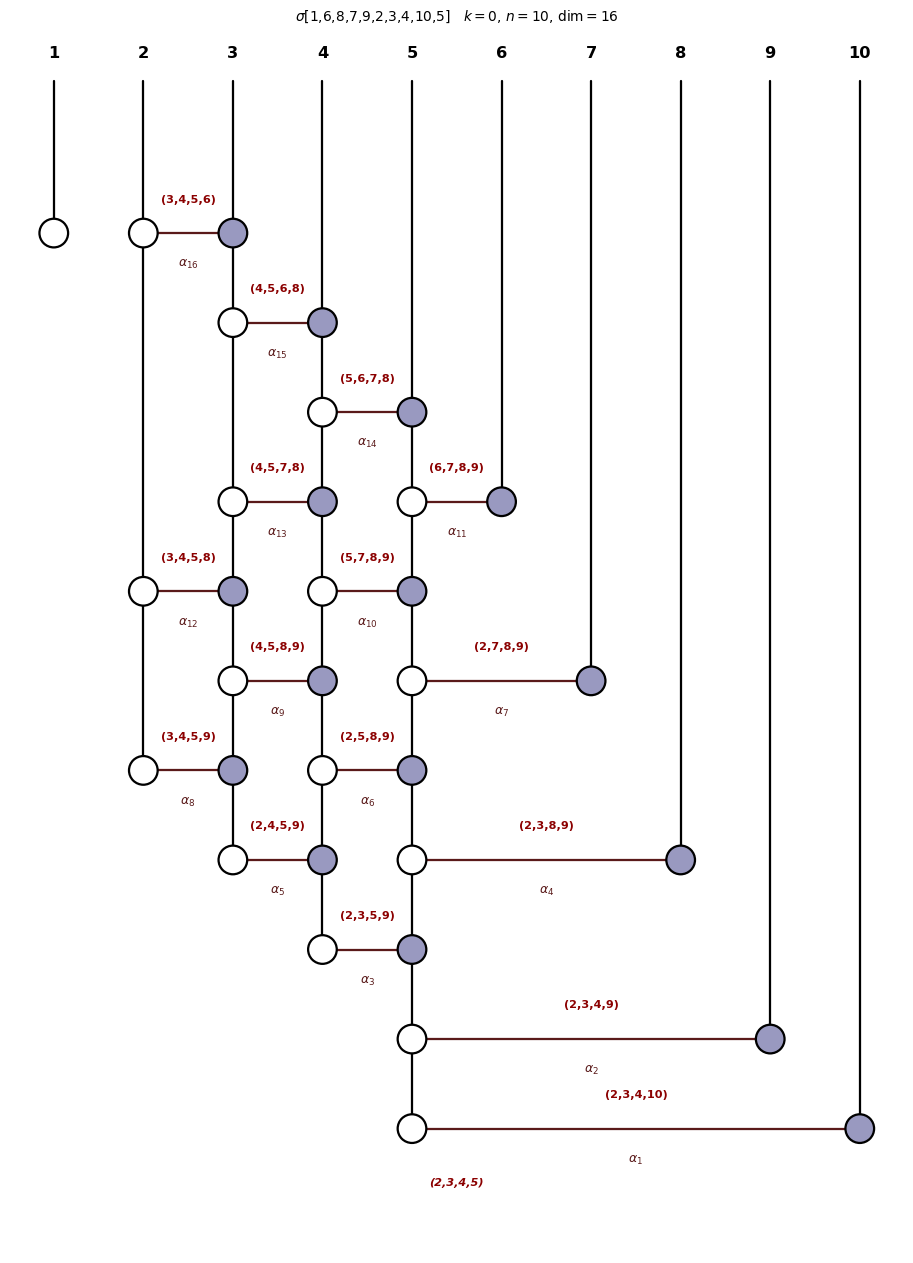 σ[1,6,8,7,9,2,3,4,10,5]   k=0, n=10, dim=16
1 2 3 4 5 6 7 8 9 10
(3,4,5,6)
α₁₆
(4,5,6,8)
α₁₅
(5,6,7,8)
α₁₄
(4,5,7,8) (6,7,8,9)
α₁₃ α₁₁
(3,4,5,8) (5,7,8,9)
α₁₂ α₁₀
(4,5,8,9) (2,7,8,9)
α₉ α₇
(3,4,5,9) (2,5,8,9)
α₈ α₆
(2,4,5,9) (2,3,8,9)
α₅ α₄
(2,3,5,9)
α₃
(2,3,4,9)
α₂
(2,3,4,10)
α₁
(2,3,4,5)